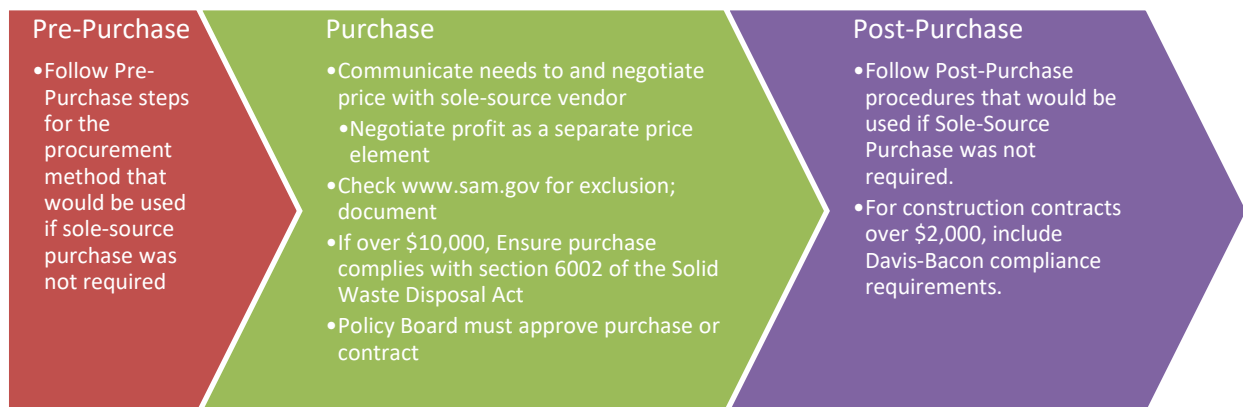 Pre-Purchase
•Follow Pre-
Purchase steps
for the
procurement
method that
would be used
if sole-source
purchase was
not required
Purchase
•Communicate needs to and negotiate
price with sole-source vendor
•Negotiate profit as a separate price
element
•Check www.sam.gov for exclusion;
document
•If over $10,000, Ensure purchase
complies with section 6002 of the Solid
Waste Disposal Act
•Policy Board must approve purchase or
contract
Post-Purchase
•Follow Post-Purchase
procedures that would be
used if Sole-Source
Purchase was not
required.
•For construction contracts
over $2,000, include
Davis-Bacon compliance
requirements.